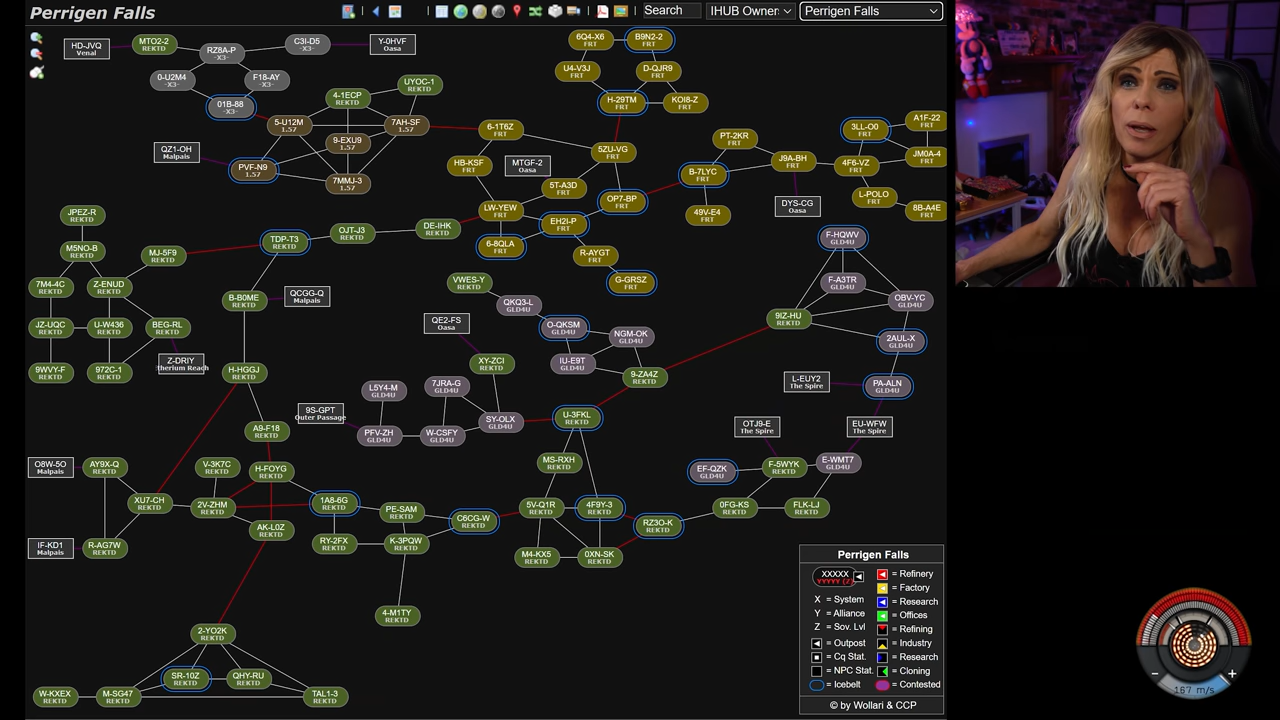 Perrigen Falls
Search
IHUB Owner
Perrigen Falls
HD-JVQ
Venal
MTO2-2
REKTD
RZ8A-P
-X3-
C3I-D5
-X3-
Y-0HVF
Oasa
6Q4-X6
FRT
B9N2-2
FRT
0-U2M4
-X3-
F18-AY
-X3-
U4-V3J
FRT
D-QJR9
FRT
UYOC-1
REKTD
4-1ECP
REKTD
01B-88
-X3-
H-29TM
FRT
KOI8-Z
FRT
5-U12M
1.57
7AH-SF
1.57
6-1T6Z
FRT
3LL-O0
FRT
A1F-22
FRT
9-EXU9
1.57
PT-2KR
FRT
QZ1-OH
Malpais
5ZU-VG
FRT
PVF-N9
1.57
7MMJ-3
1.57
HB-KSF
FRT
MTGF-2
Oasa
B-7LYC
FRT
J9A-BH
FRT
4F6-VZ
FRT
JM0A-4
FRT
5T-A3D
FRT
OP7-BP
FRT
L-POLO
FRT
DYS-CG
Oasa
8B-A4E
FRT
JPEZ-R
REKTD
LW-YEW
FRT
49V-E4
FRT
OJT-J3
REKTD
DE-IHK
REKTD
EH2I-P
FRT
F-HQWV
GLD4U
M5NO-B
REKTD
MJ-5F9
REKTD
TDP-T3
REKTD
6-8QLA
FRT
R-AYGT
FRT
7M4-4C
REKTD
Z-ENUD
REKTD
G-GRSZ
FRT
F-A3TR
GLD4U
VWES-Y
REKTD
B-B0ME
REKTD
QCGG-Q
Malpais
QKQ3-L
GLD4U
OBV-YC
GLD4U
JZ-UQC
REKTD
U-W436
REKTD
BEG-RL
REKTD
QE2-FS
Oasa
O-QKSM
GLD4U
NGM-OK
GLD4U
9IZ-HU
REKTD
2AUL-X
GLD4U
Z-DRIY
therium Reach
XY-ZCI
REKTD
IU-E9T
GLD4U
9WVY-F
REKTD
972C-1
REKTD
H-HGGJ
REKTD
9-ZA4Z
REKTD
L-EUY2
The Spire
PA-ALN
GLD4U
L5Y4-M
GLD4U
7JRA-G
GLD4U
9S-GPT
Outer Passage
SY-OLX
GLD4U
U-3FKL
REKTD
OTJ9-E
The Spire
EU-WFW
The Spire
A9-F18
REKTD
PFV-ZH
GLD4U
W-CSFY
GLD4U
O8W-5O
Malpais
AY9X-Q
REKTD
V-3K7C
REKTD
H-FOYG
REKTD
MS-RXH
REKTD
EF-QZK
GLD4U
F-5WYK
REKTD
E-WMT7
GLD4U
XU7-CH
REKTD
2V-ZHM
REKTD
1A8-6G
REKTD
PE-SAM
REKTD
C6CG-W
REKTD
5V-Q1R
REKTD
4F9Y-3
REKTD
RZ3O-K
REKTD
0FG-KS
REKTD
FLK-LJ
REKTD
IF-KD1
Malpais
R-AG7W
REKTD
AK-L0Z
REKTD
RY-2FX
REKTD
K-3PQW
REKTD
M4-KX5
REKTD
0XN-SK
REKTD
4-M1TY
REKTD
2-YO2K
REKTD
SR-10Z
REKTD
QHY-RU
REKTD
W-KXEX
REKTD
M-SG47
REKTD
TAL1-3
REKTD
Perrigen Falls
XXXXX
YYYYY (Z)
= Refinery
= Factory
X = System
= Research
Y = Alliance
= Offices
Z = Sov. Lvl
= Refining
= Outpost
= Industry
= Cq Stat.
= Research
= NPC Stat.
= Cloning
= Icebelt
= Contested
© by Wollari & CCP
167 m/s